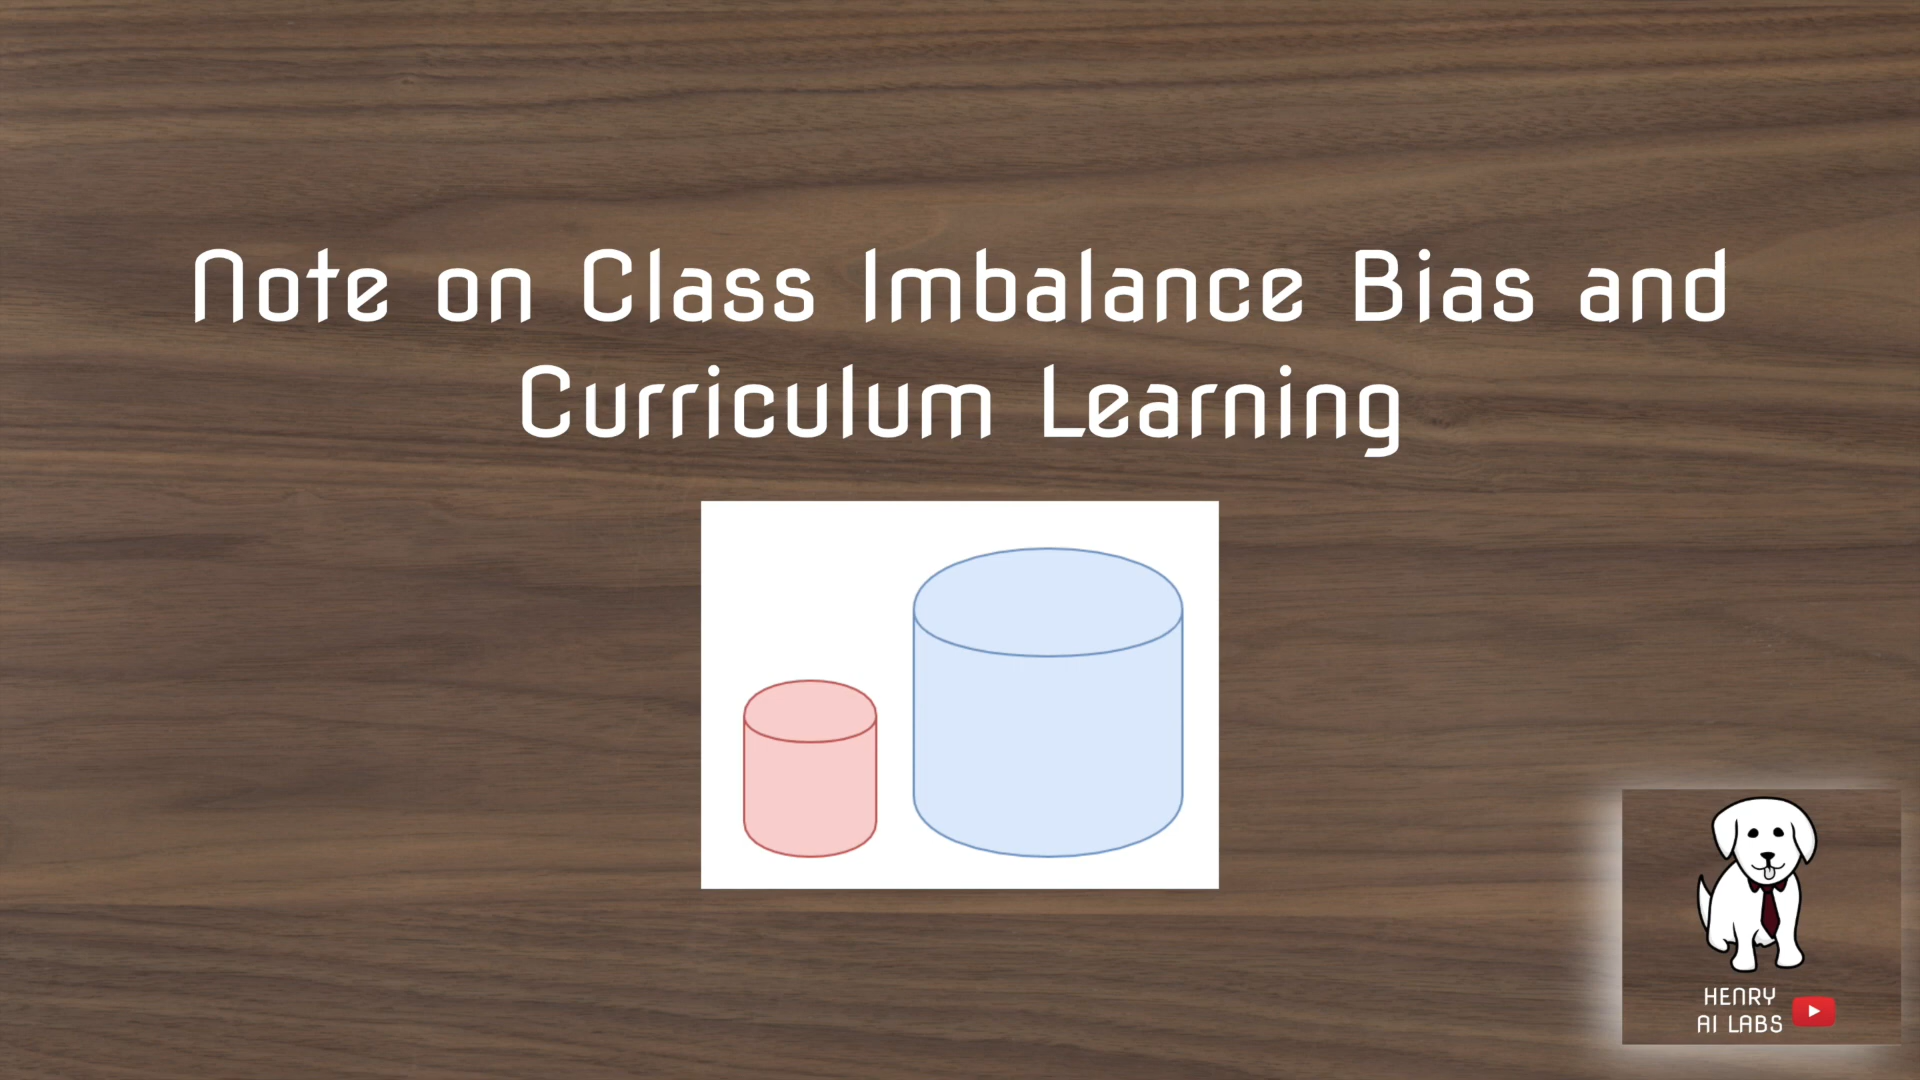 Note on Class Imbalance Bias and
Curriculum Learning
HENRY
AI LABS